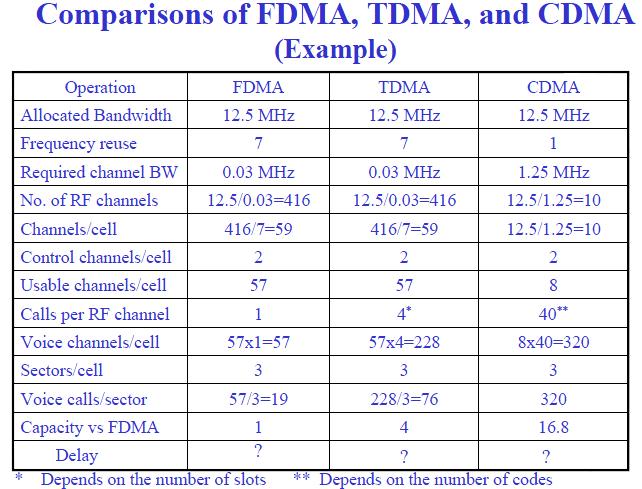 Comparisons of FDMA, TDMA, and CDMA
(Example)
Operation FDMA TDMA CDMA
Allocated Bandwidth 12.5 MHz 12.5 MHz 12.5 MHz
Frequency reuse 7 7 1
Required channel BW 0.03 MHz 0.03 MHz 1.25 MHz
No. of RF channels 12.5/0.03=416 12.5/0.03=416 12.5/1.25=10
Channels/cell 416/7=59 416/7=59 12.5/1.25=10
Control channels/cell 2 2 2
Usable channels/cell 57 57 8
Calls per RF channel 1 4* 40**
Voice channels/cell 57x1=57 57x4=228 8x40=320
Sectors/cell 3 3 3
Voice calls/sector 57/3=19 228/3=76 320
Capacity vs FDMA 1 4 16.8
Delay ? ? ?
* Depends on the number of slots ** Depends on the number of codes